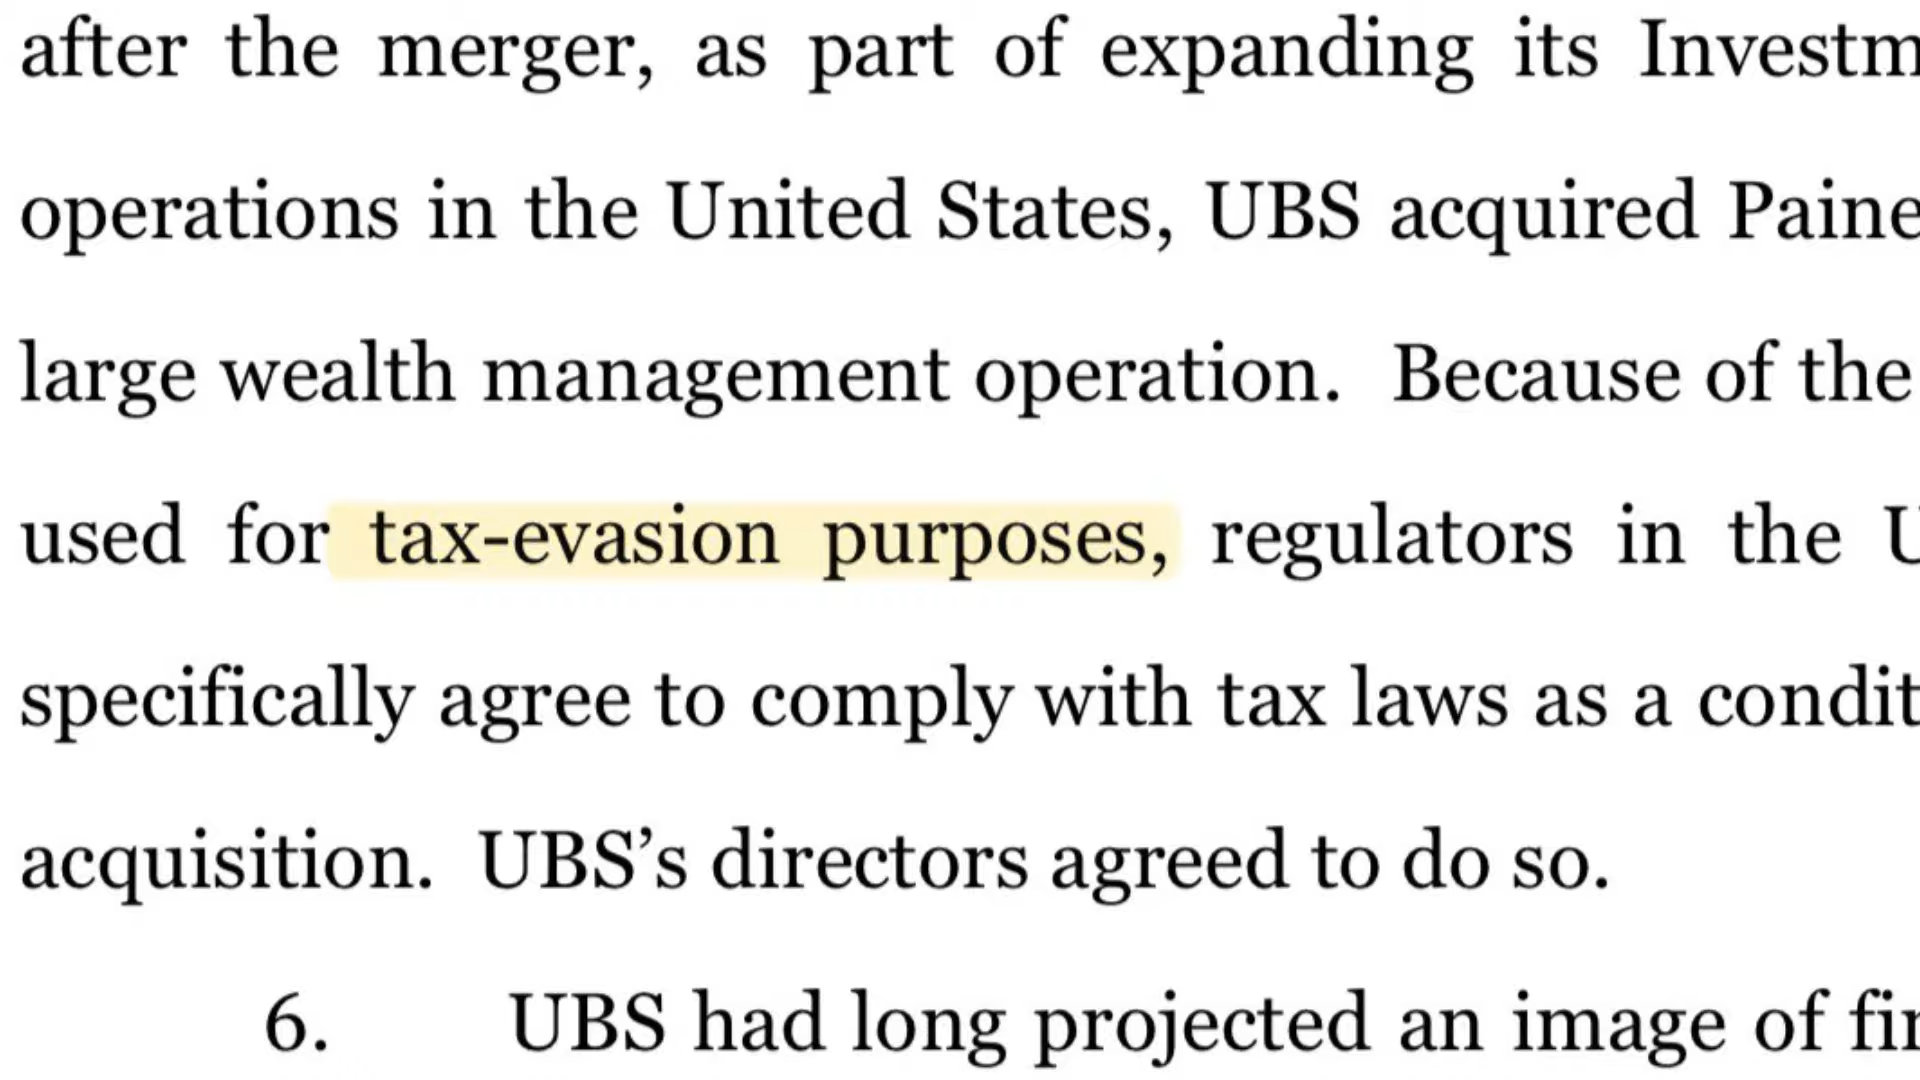 after the merger, as part of expanding its Investm
operations in the United States, UBS acquired Paine
large wealth management operation. Because of the
used for tax-evasion purposes, regulators in the U
specifically agree to comply with tax laws as a condit
acquisition. UBS’s directors agreed to do so.
6. UBS had long projected an image of fin